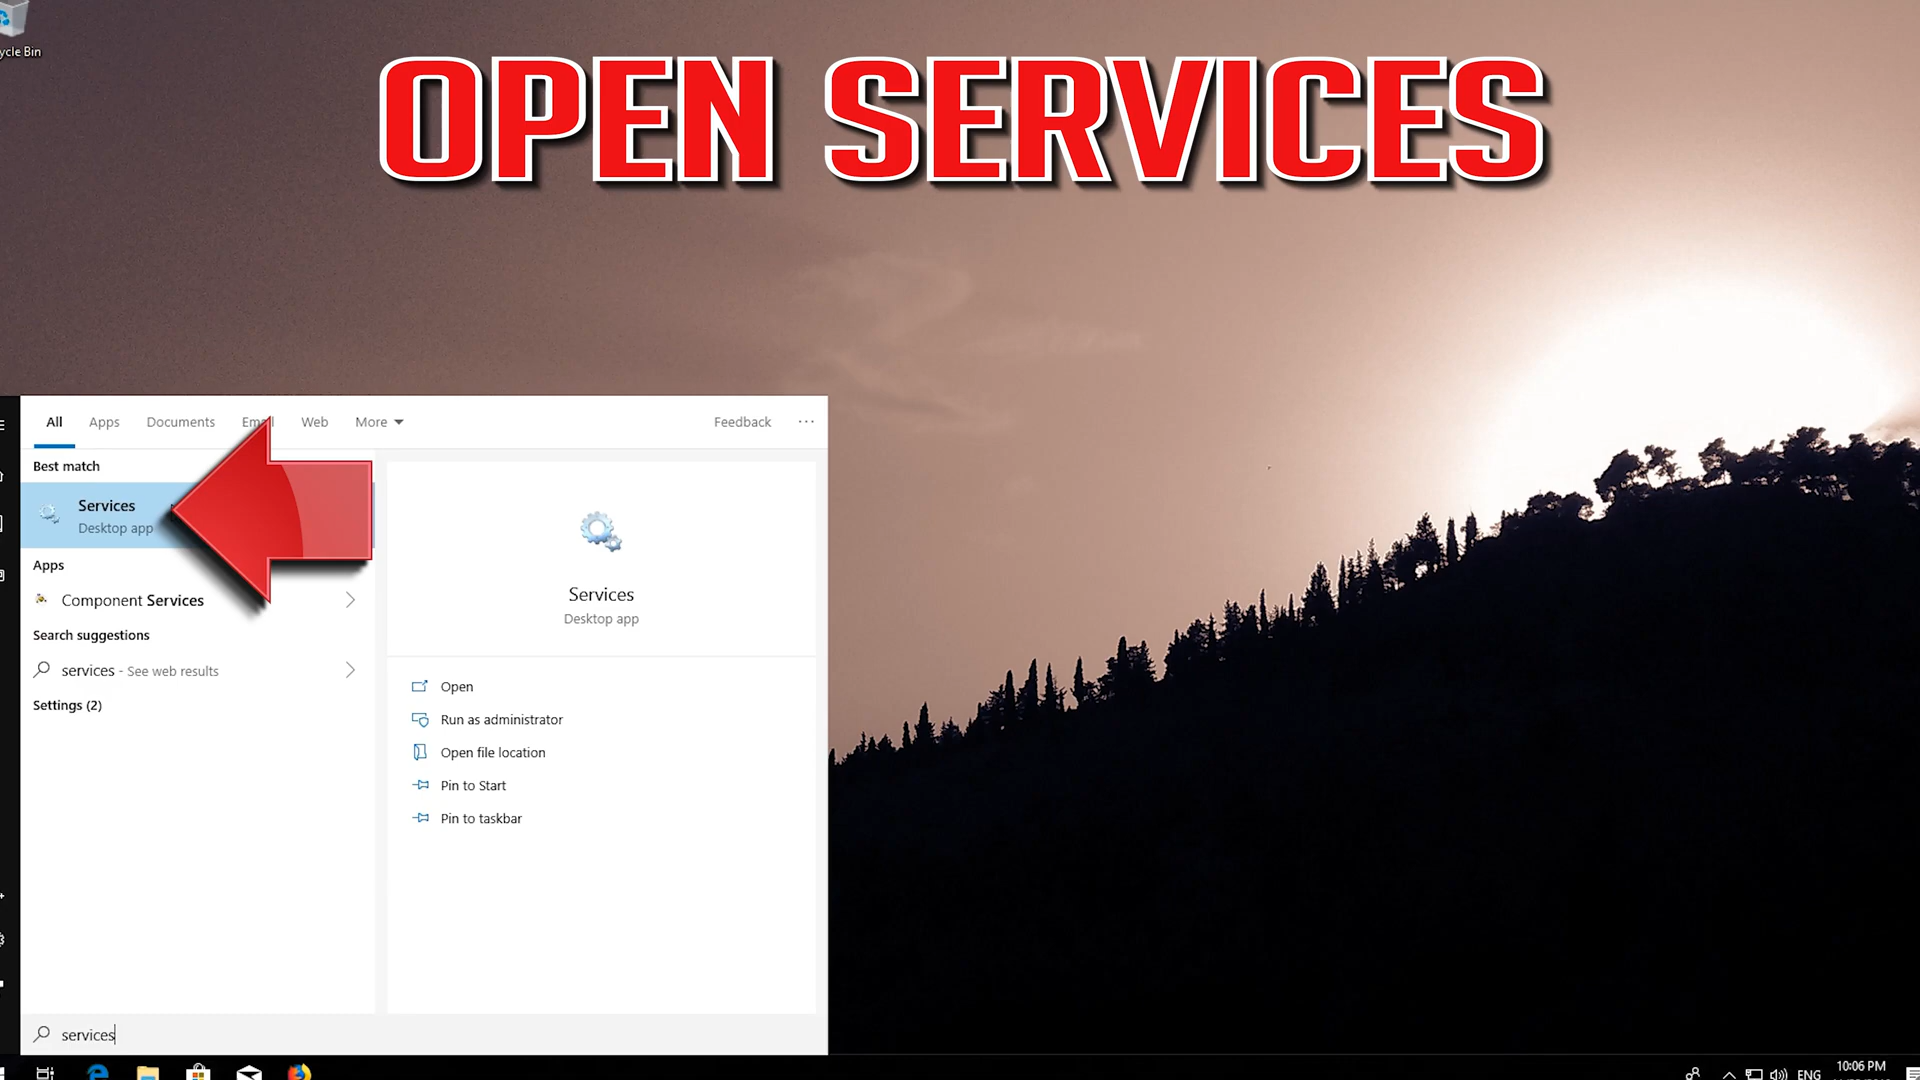 ycle Bin
OPEN SERVICES
All Apps Documents Email Web More Feedback ...
Best match
Services
Desktop app
Apps
Component Services
Search suggestions
services - See web results
Settings (2)
Services
Desktop app
Open
Run as administrator
Open file location
Pin to Start
Pin to taskbar
services
ENG
10:06 PM